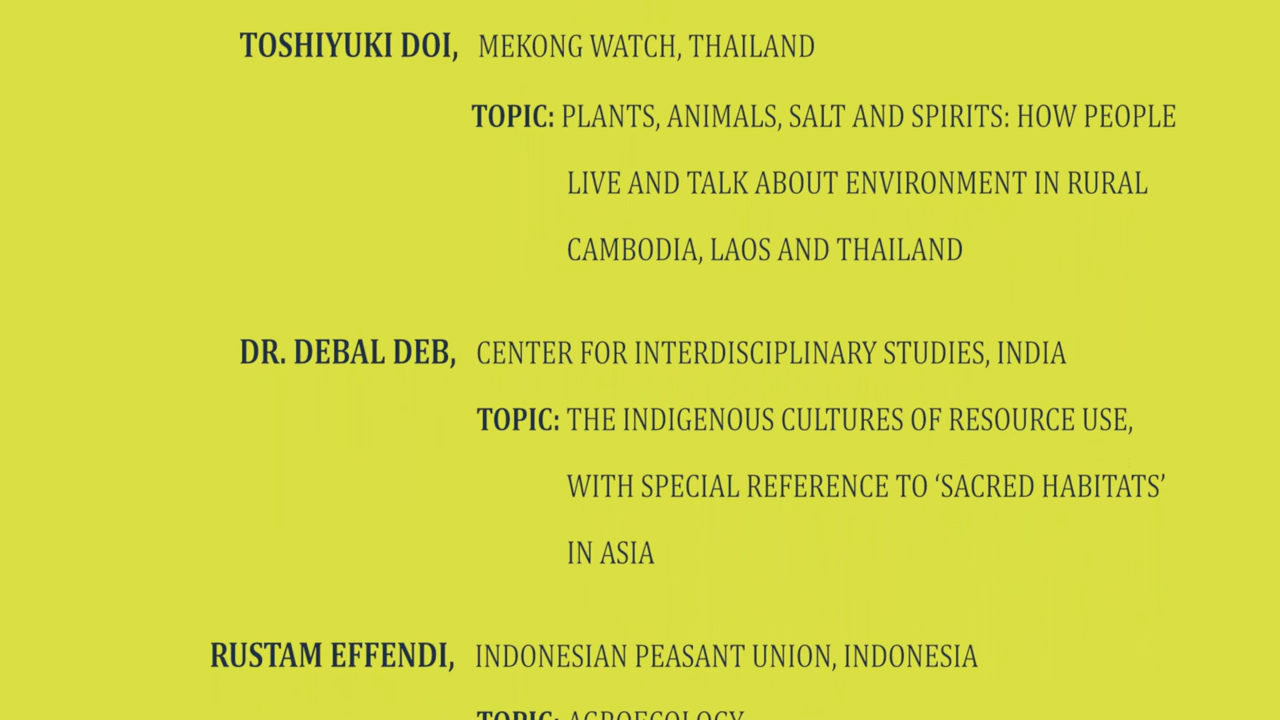 TOSHIYUKI DOI, MEKONG WATCH, THAILAND
TOPIC: PLANTS, ANIMALS, SALT AND SPIRITS: HOW PEOPLE
LIVE AND TALK ABOUT ENVIRONMENT IN RURAL
CAMBODIA, LAOS AND THAILAND
DR. DEBAL DEB, CENTER FOR INTERDISCIPLINARY STUDIES, INDIA
TOPIC: THE INDIGENOUS CULTURES OF RESOURCE USE,
WITH SPECIAL REFERENCE TO ‘SACRED HABITATS’
IN ASIA
RUSTAM EFFENDI, INDONESIAN PEASANT UNION, INDONESIA
TOPIC: AGROECOLOGY